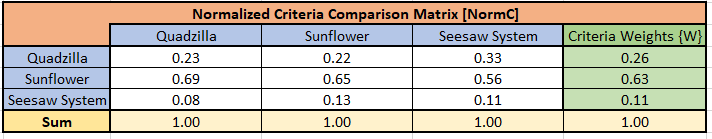 Normalized Criteria Comparison Matrix [NormC]
Quadzilla Sunflower Seesaw System Criteria Weights {W}
Quadzilla 0.23 0.22 0.33 0.26
Sunflower 0.69 0.65 0.56 0.63
Seesaw System 0.08 0.13 0.11 0.11
Sum 1.00 1.00 1.00 1.00